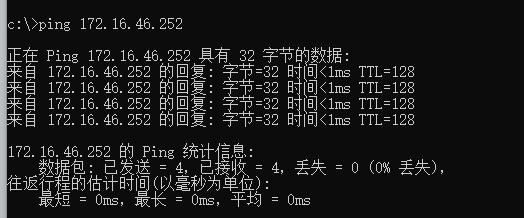 c:\>ping 172.16.46.252
正在 Ping 172.16.46.252 具有 32 字节的数据:
来自 172.16.46.252 的回复: 字节=32 时间<1ms TTL=128
来自 172.16.46.252 的回复: 字节=32 时间<1ms TTL=128
来自 172.16.46.252 的回复: 字节=32 时间<1ms TTL=128
来自 172.16.46.252 的回复: 字节=32 时间<1ms TTL=128
172.16.46.252 的 Ping 统计信息:
数据包: 已发送 = 4, 已接收 = 4, 丢失 = 0 (0% 丢失),
往返行程的估计时间(以毫秒为单位):
最短 = 0ms, 最长 = 0ms, 平均 = 0ms